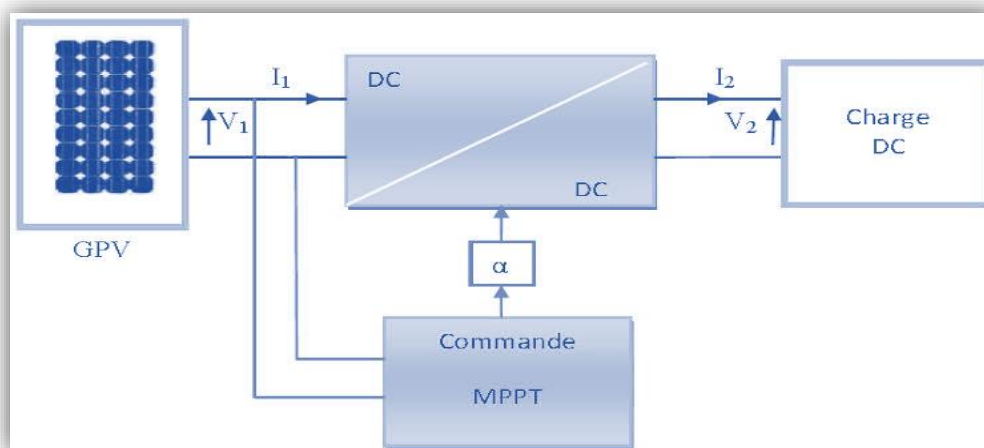 I₁
DC
V₁
I₂
V₂
Charge
DC
DC
GPV
α
Commande
MPPT